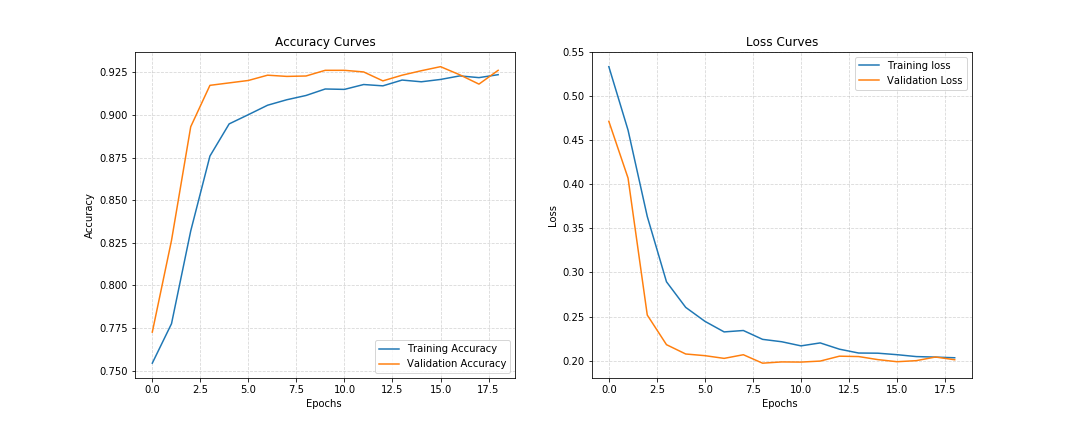 Accuracy Curves
Accuracy
0.925
0.900
0.875
0.850
0.825
0.800
0.775
0.750
Training Accuracy
Validation Accuracy
0.0 2.5 5.0 7.5 10.0 12.5 15.0 17.5
Epochs
Loss Curves
Loss
0.55
0.50
0.45
0.40
0.35
0.30
0.25
0.20
Training loss
Validation Loss
0.0 2.5 5.0 7.5 10.0 12.5 15.0 17.5
Epochs